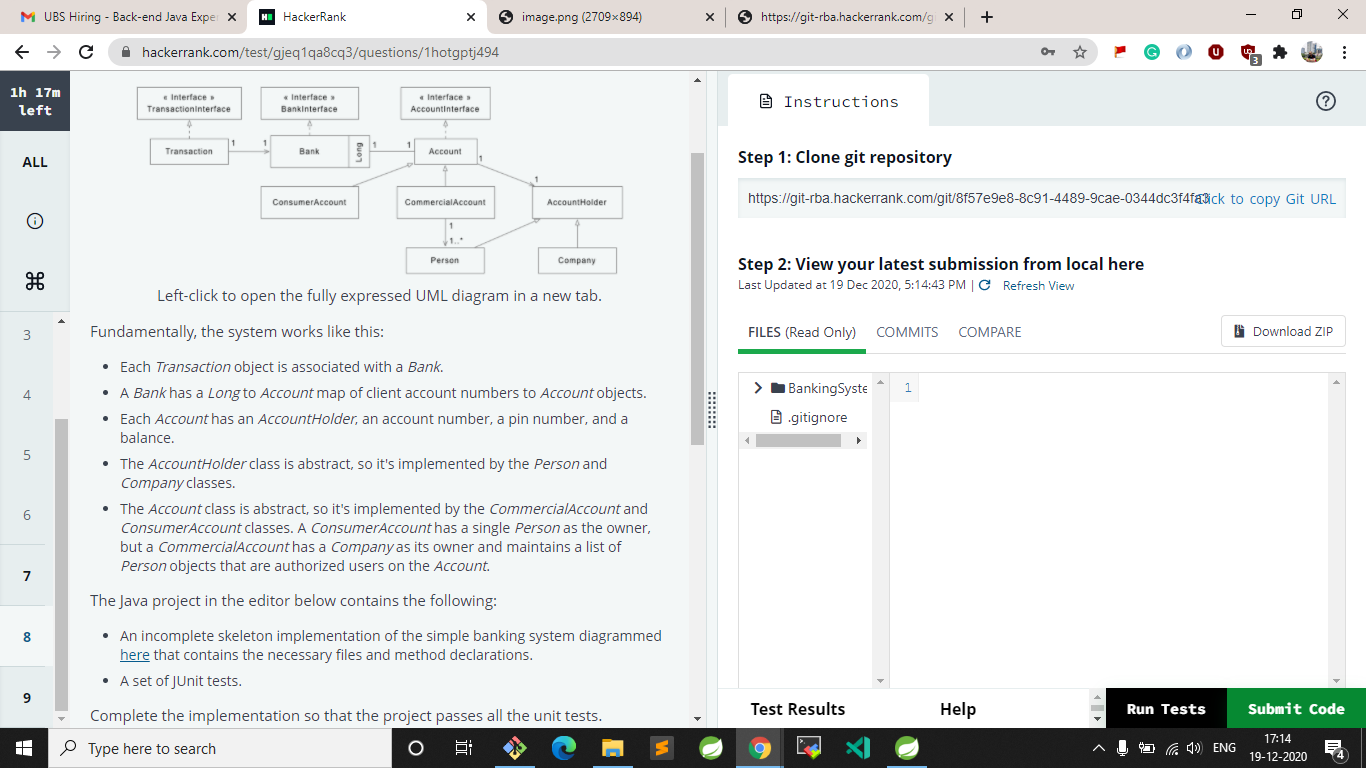 UBS Hiring - Back-end Java Expe
HackerRank
image.png (2709×894)
https://git-rba.hackerrank.com/g
hackerrank.com/test/gjeq1qa8cq3/questions/1hotgptj494
3
1h 17m
left
ALL
3
4
5
6
7
8
9
« Interface »
TransactionInterface
« Interface »
BankInterface
« Interface »
AccountInterface
Transaction
1
1
Bank
Long
1
1
Account
1
1
ConsumerAccount
CommercialAccount
AccountHolder
1
1..*
Person
Company
Left-click to open the fully expressed UML diagram in a new tab.
Fundamentally, the system works like this:
• Each Transaction object is associated with a Bank.
• A Bank has a Long to Account map of client account numbers to Account objects.
• Each Account has an AccountHolder, an account number, a pin number, and a
balance.
• The AccountHolder class is abstract, so it's implemented by the Person and
Company classes.
• The Account class is abstract, so it's implemented by the CommercialAccount and
ConsumerAccount classes. A ConsumerAccount has a single Person as the owner,
but a CommercialAccount has a Company as its owner and maintains a list of
Person objects that are authorized users on the Account.
The Java project in the editor below contains the following:
• An incomplete skeleton implementation of the simple banking system diagrammed
here that contains the necessary files and method declarations.
• A set of JUnit tests.
Complete the implementation so that the project passes all the unit tests.
Instructions
Step 1: Clone git repository
https://git-rba.hackerrank.com/git/8f57e9e8-8c91-4489-9cae-0344dc3f4fa3
Click to copy Git URL
Step 2: View your latest submission from local here
Last Updated at 19 Dec 2020, 5:14:43 PM | Refresh View
FILES (Read Only) COMMITS COMPARE
Download ZIP
BankingSyste
.gitignore
1
Test Results
Help
Run Tests
Submit Code
Type here to search
ENG
17:14
19-12-2020
4